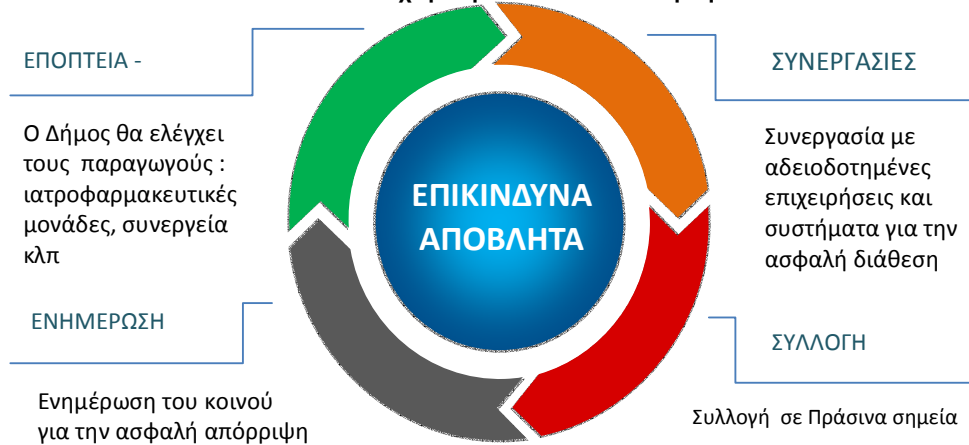 ΕΠΟΠΤΕΙΑ -
Ο Δήμος θα ελέγχει
τους παραγωγούς :
ιατροφαρμακευτικές
μονάδες, συνεργεία
κλπ
ΣΥΝΕΡΓΑΣΙΕΣ
Συνεργασία με
αδειοδοτημένες
επιχειρήσεις και
συστήματα για την
ασφαλή διάθεση
ΕΠΙΚΙΝΔΥΝΑ
ΑΠΟΒΛΗΤΑ
ΕΝΗΜΕΡΩΣΗ
Ενημέρωση του κοινού
για την ασφαλή απόρριψη
ΣΥΛΛΟΓΗ
Συλλογή σε Πράσινα σημεία